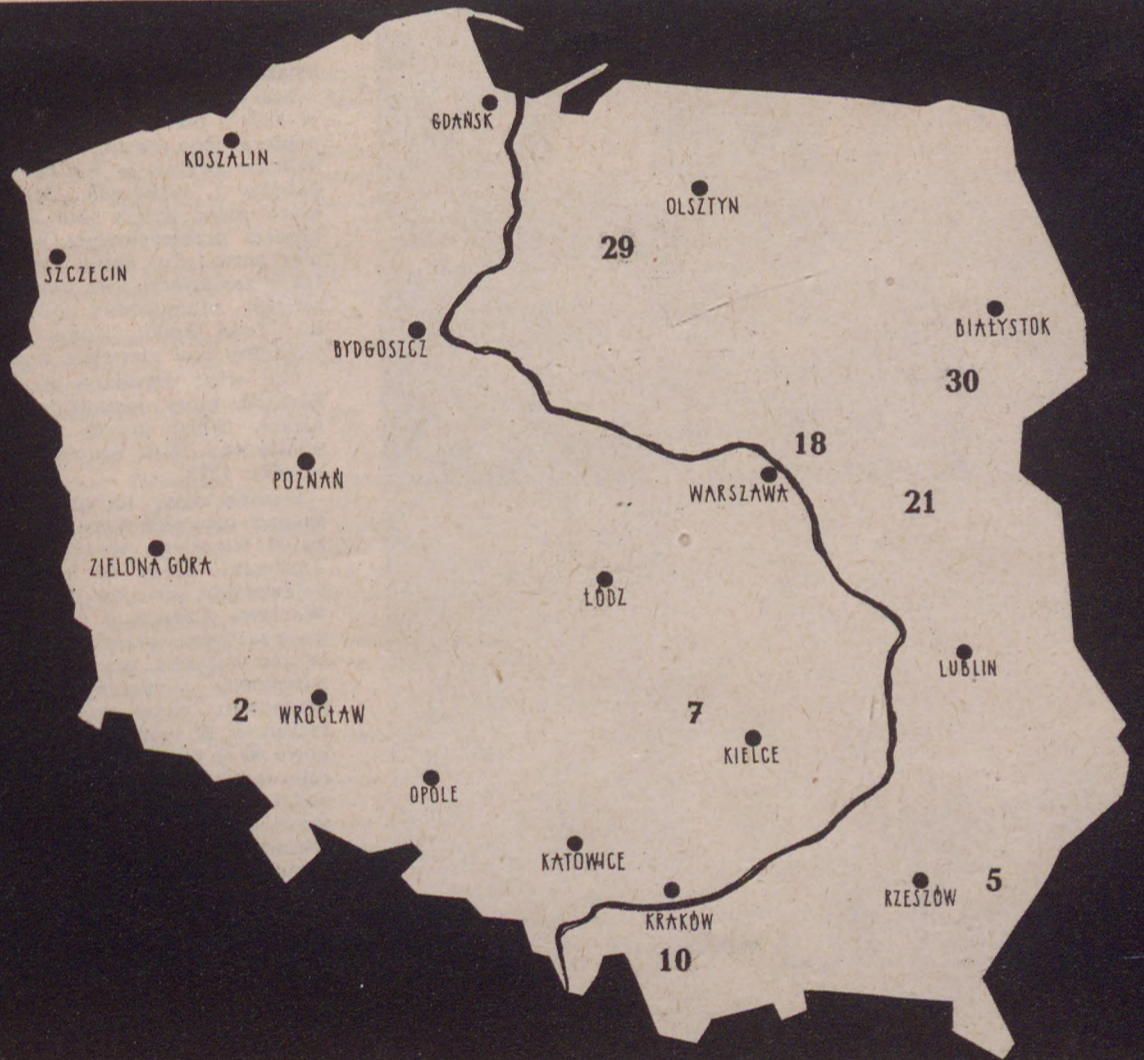 GDAŃSK
KOSZALIN
OLSZTYN
29
SZCZECIN
BIAŁYSTOK
BYDGOSZCZ
30
18
POZNAŃ
WARSZAWA
21
ZIELONA GÓRA
ŁÓDZ
LUBLIN
2 WROCŁAW
7
KIELCE
OPOLE
KATOWICE
5
RZESZÓW
KRAKÓW
10